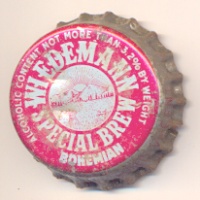 ALCOHOLIC CONTENT NOT MORE THAN 3.2% BY WEIGHT
WIEDEMANN
SPECIAL BREW
BOHEMIAN